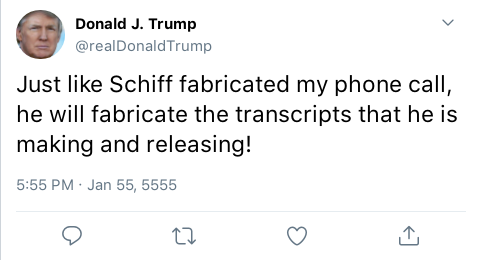 Donald J. Trump
@realDonaldTrump
Just like Schiff fabricated my phone call,
he will fabricate the transcripts that he is
making and releasing!
5:55 PM · Jan 55, 5555